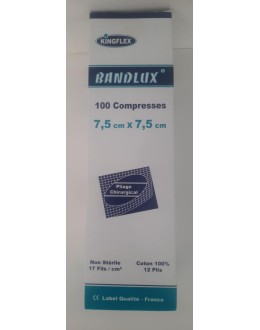 KINGFLEX
BANDLUX®
100 Compresses
7,5 cm x 7,5 cm
Pliage
Chirurgical
Non Stérile
17 Fils / cm²
Coton 100%
12 Plis
CE Label Qualité - France